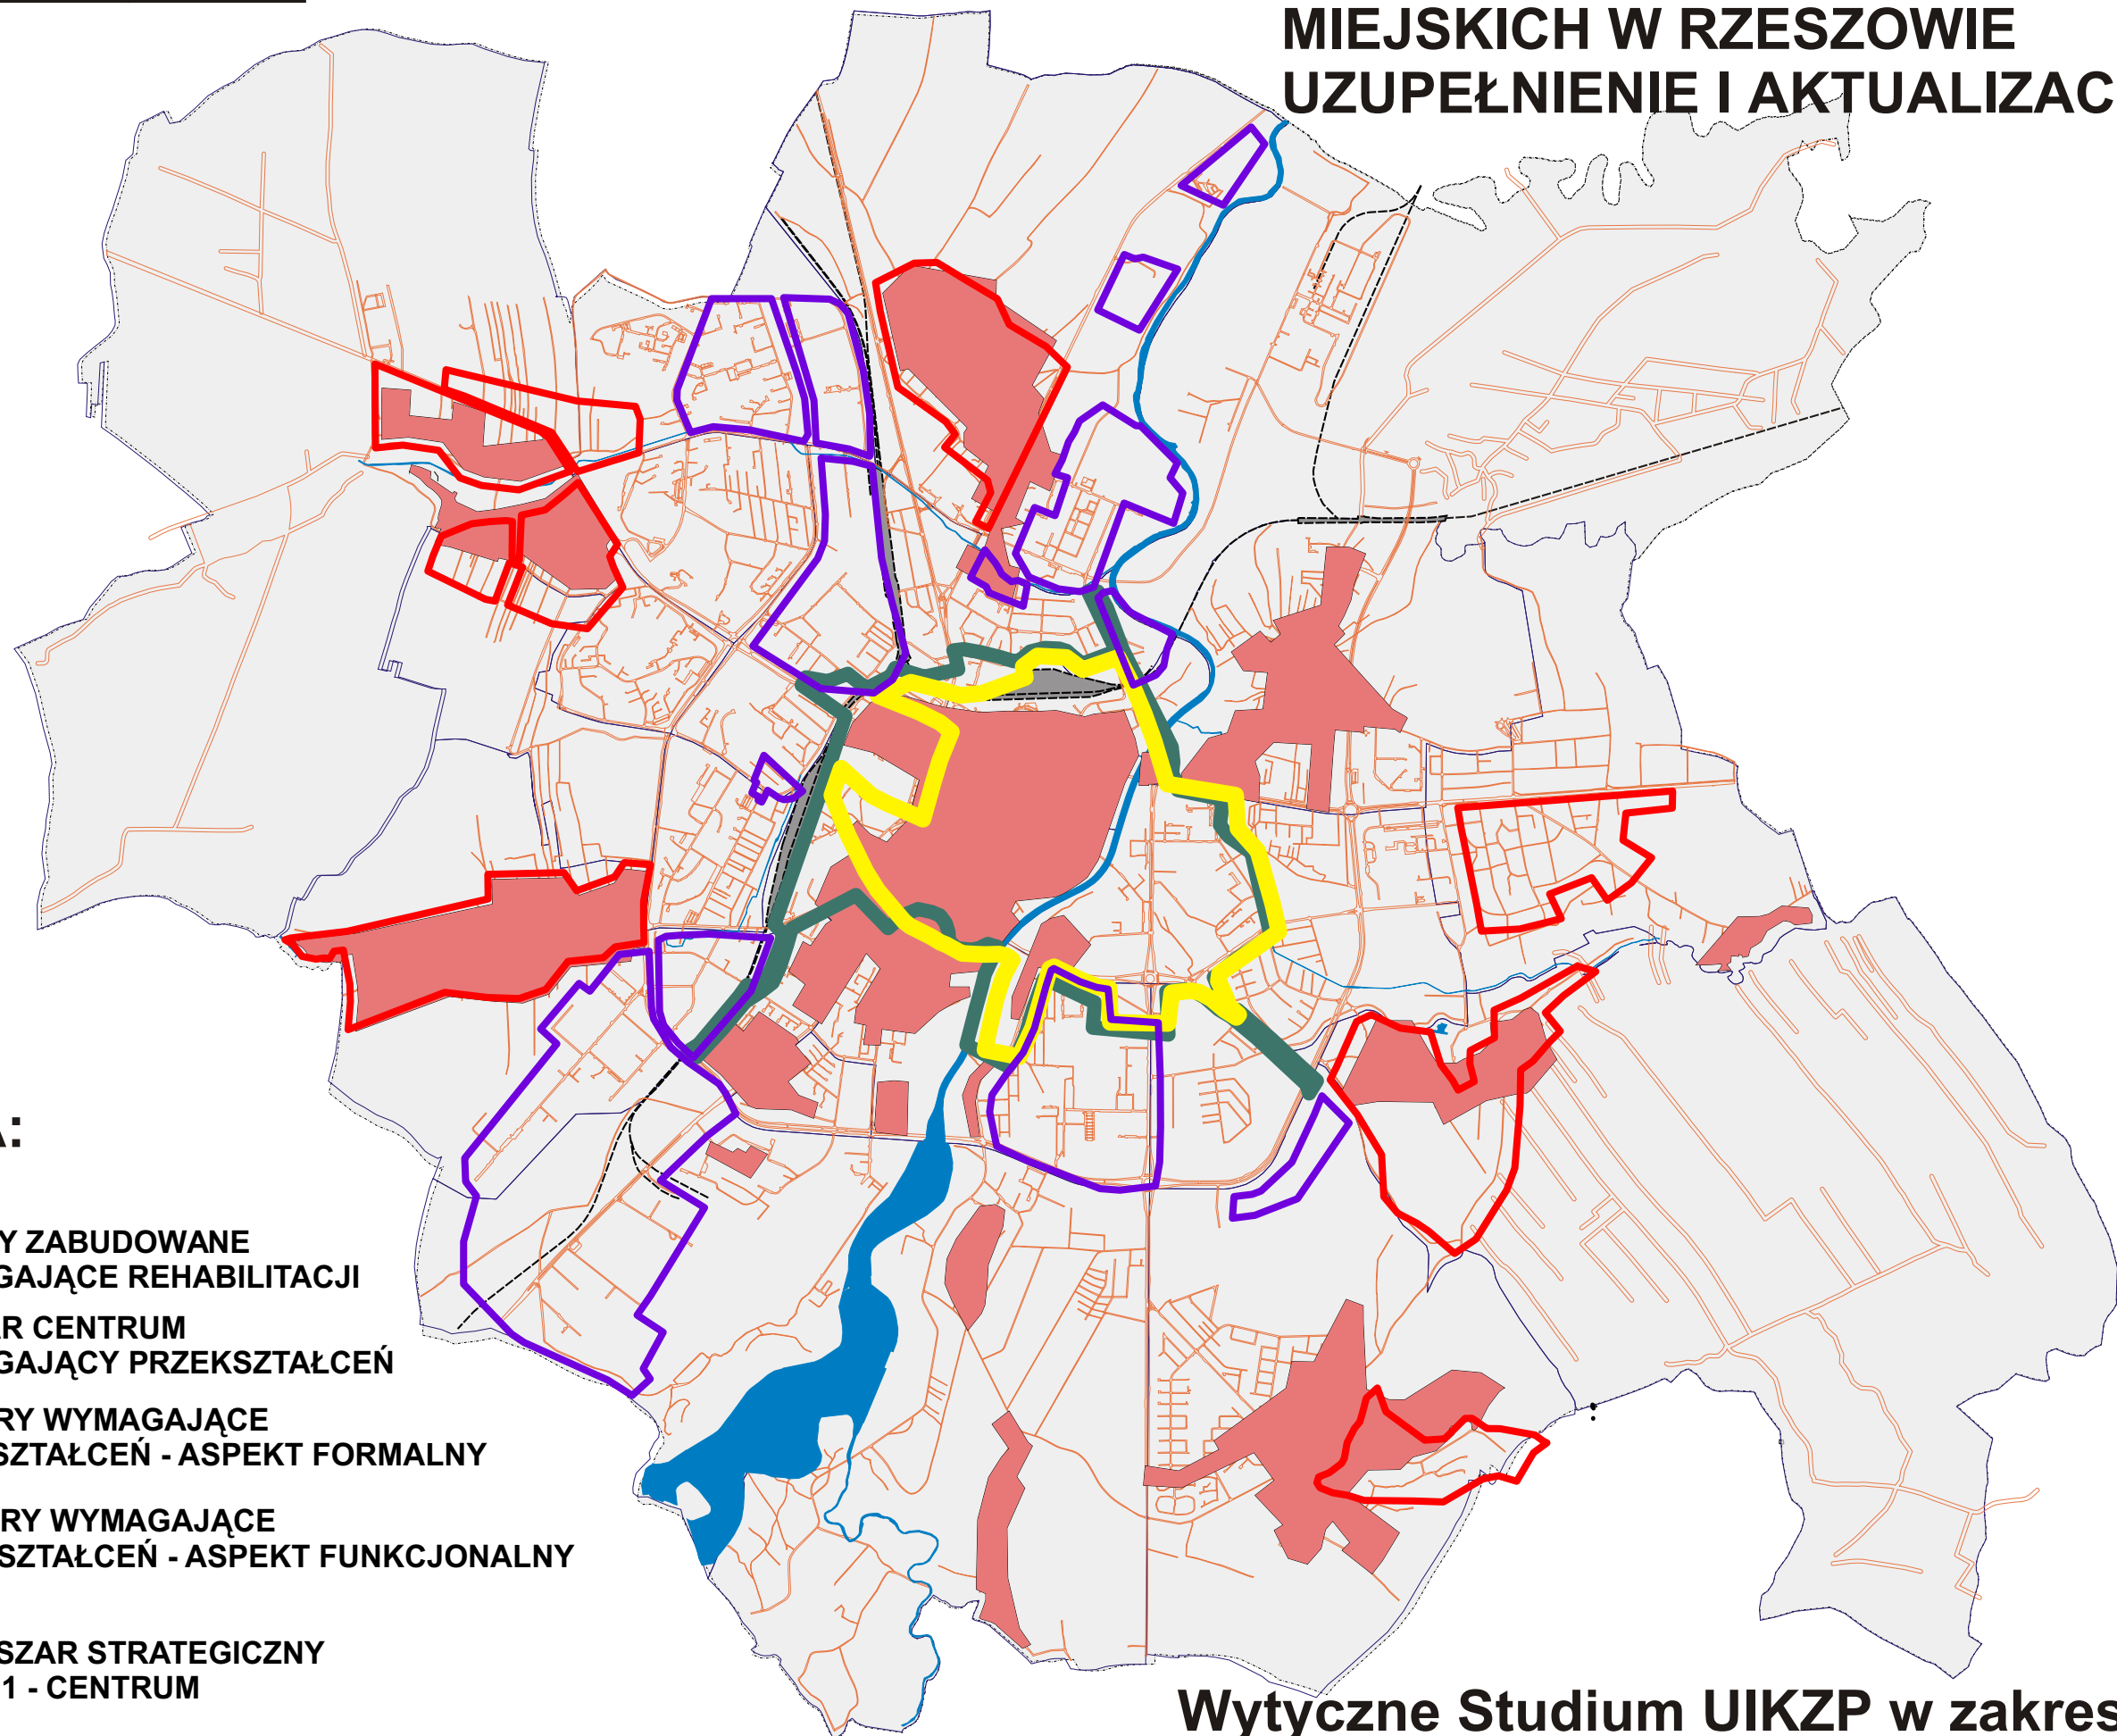 MIEJSKICH W RZESZOWIE
UZUPEŁNIENIE I AKTUALIZAC
A:
Y ZABUDOWANE
GAJĄCE REHABILITACJI
AR CENTRUM
GAJĄCY PRZEKSZTAŁCEŃ
RY WYMAGAJĄCE
SZTAŁCEŃ - ASPEKT FORMALNY
RY WYMAGAJĄCE
SZTAŁCEŃ - ASPEKT FUNKCJONALNY
SZAR STRATEGICZNY
1 - CENTRUM
Wytyczne Studium UIKZP w zakres